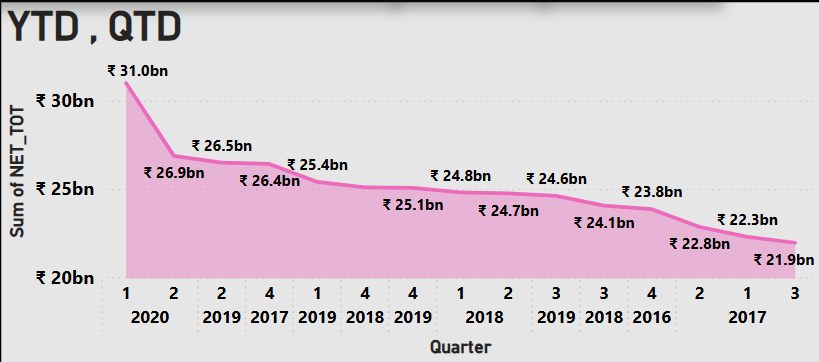 YTD , QTD
₹ 31.0bn
₹ 30bn
₹ 26.5bn
₹ 26.9bn
₹ 26.4bn
₹ 25.4bn
₹ 25.1bn
₹ 24.8bn
₹ 24.7bn
₹ 24.6bn
₹ 24.1bn
₹ 23.8bn
₹ 22.8bn
₹ 22.3bn
₹ 21.9bn
₹ 25bn
₹ 20bn
Sum of NET_TOT
1 2 2 4 1 4 4 1 2 3 3 4 2 1 3
2020 2019 2017 2019 2018 2019 2018 2019 2018 2016 2017
Quarter